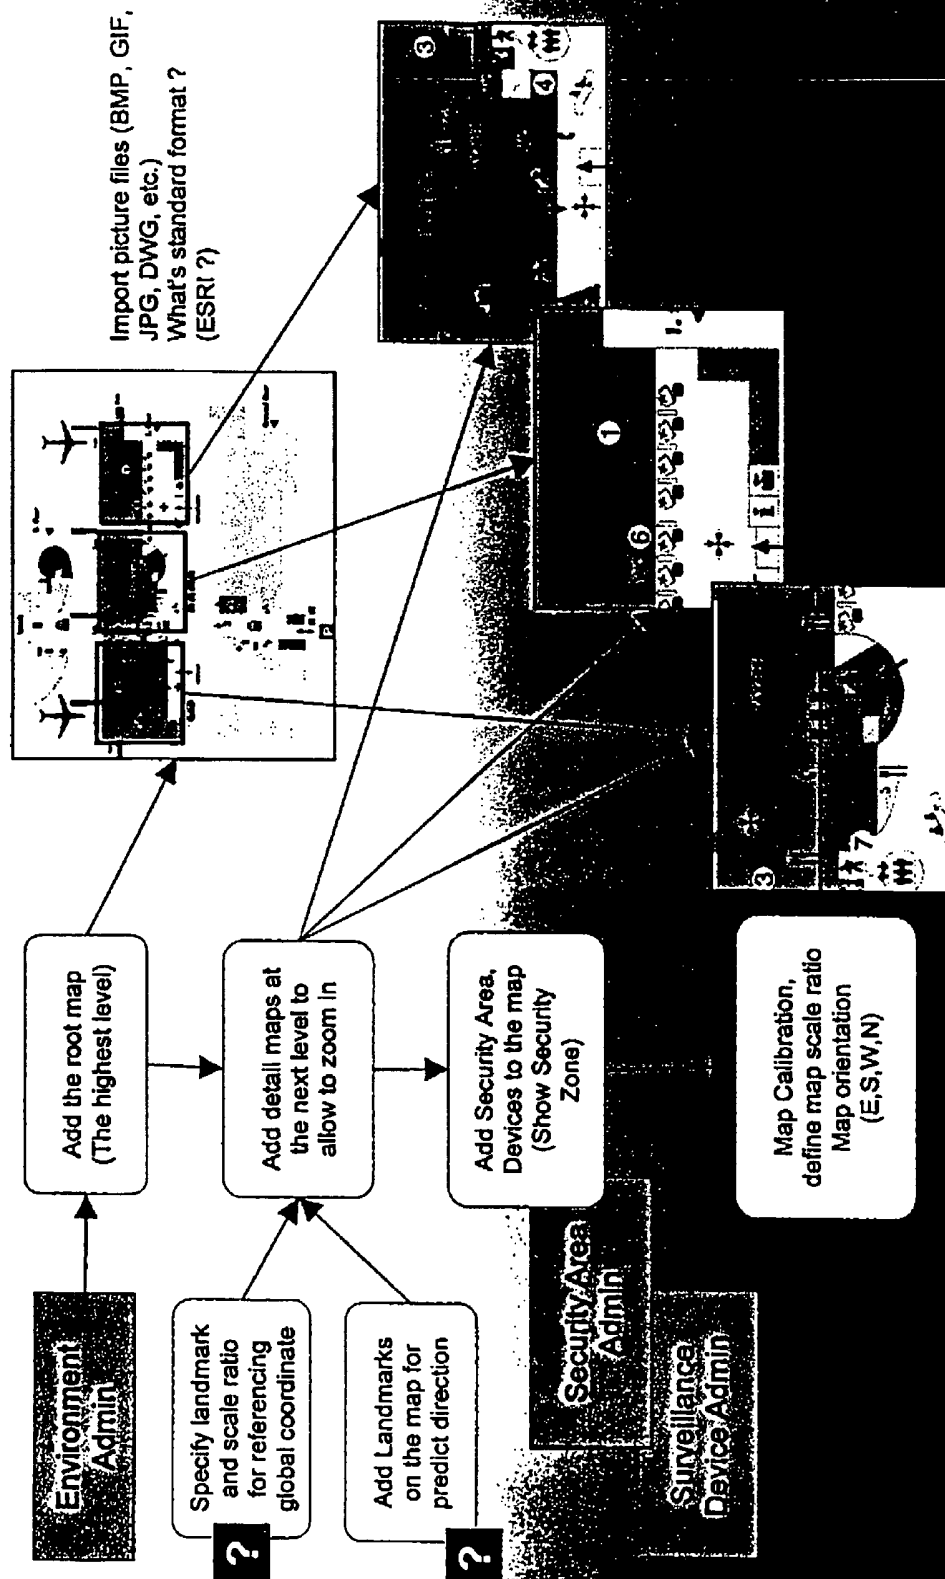 Environment
Admin
Add the root map
(The highest level)
Import picture files (BMP, GIF,
JPG, DWG, etc.)
What's standard format ?
(ESRI ?)
Specify landmark
and scale ratio
for referencing
global coordinate
?
Add detail maps at
the next level to
allow to zoom in
Add Landmarks
on the map for
predict direction
?
Add Security Area,
Devices to the map
(Show Security
Zone)
Security Area
Admin
Surveillance
Device Admin
Map Calibration,
define map scale ratio
Map orientation
(E,S,W,N)
3
4
1
6
1.
i
3
7